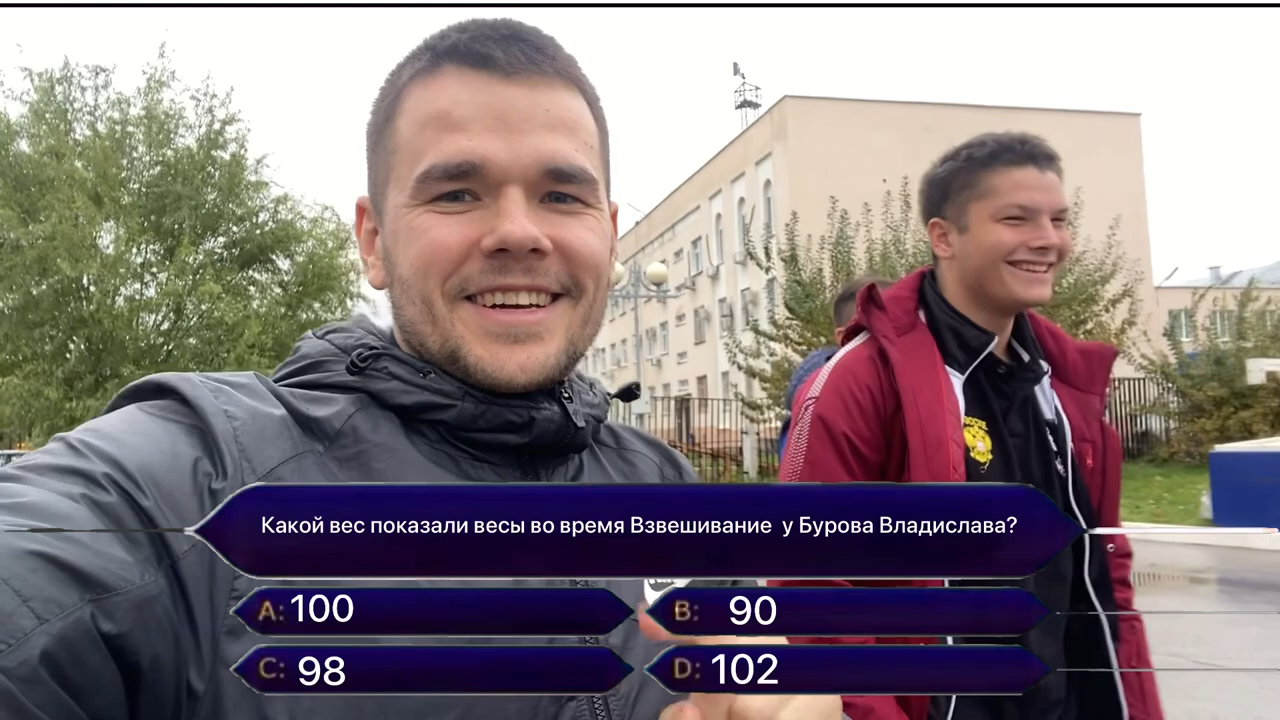 Какой вес показали весы во время Взвешивание у Бурова Владислава?
A: 100
B: 90
C: 98
D: 102